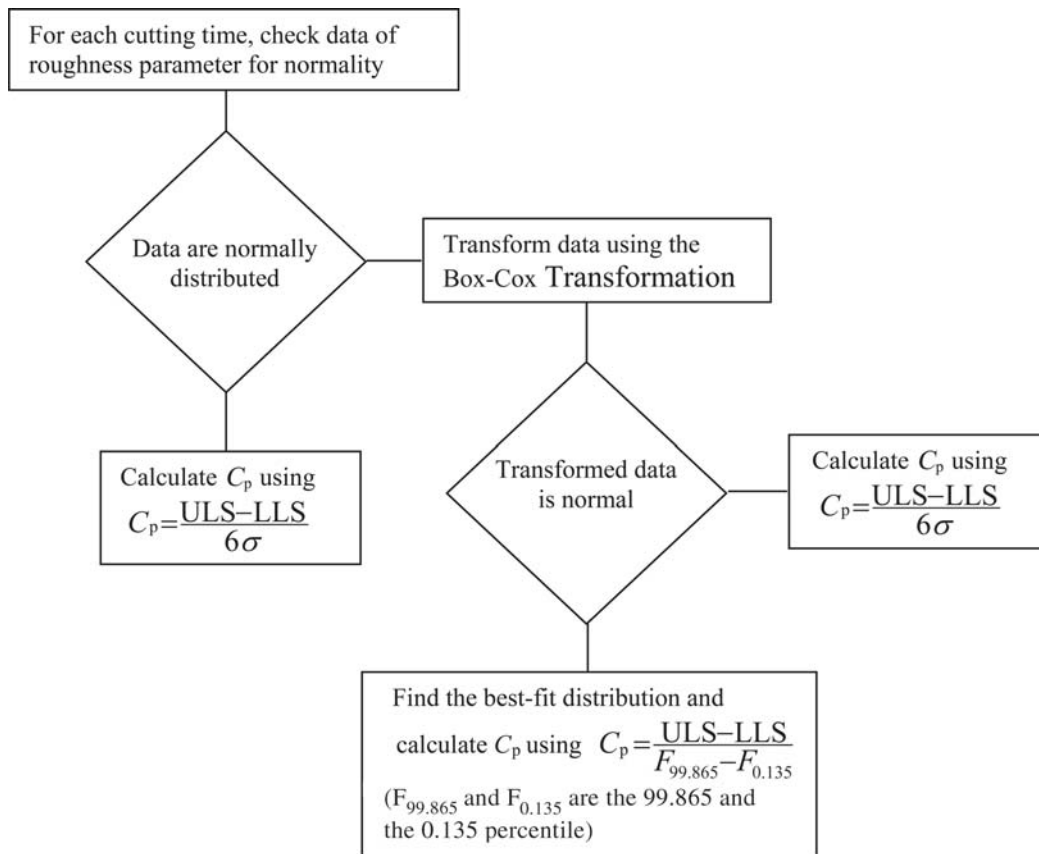 For each cutting time, check data of
roughness parameter for normality
Data are normally
distributed
Transform data using the
Box-Cox Transformation
Calculate Cp using
Cp=ULS−LLS/6σ
Transformed data
is normal
Calculate Cp using
Cp=ULS−LLS/6σ
Find the best-fit distribution and
calculate Cp using Cp=ULS−LLS/F99.865−F0.135
(F99.865 and F0.135 are the 99.865 and
the 0.135 percentile)